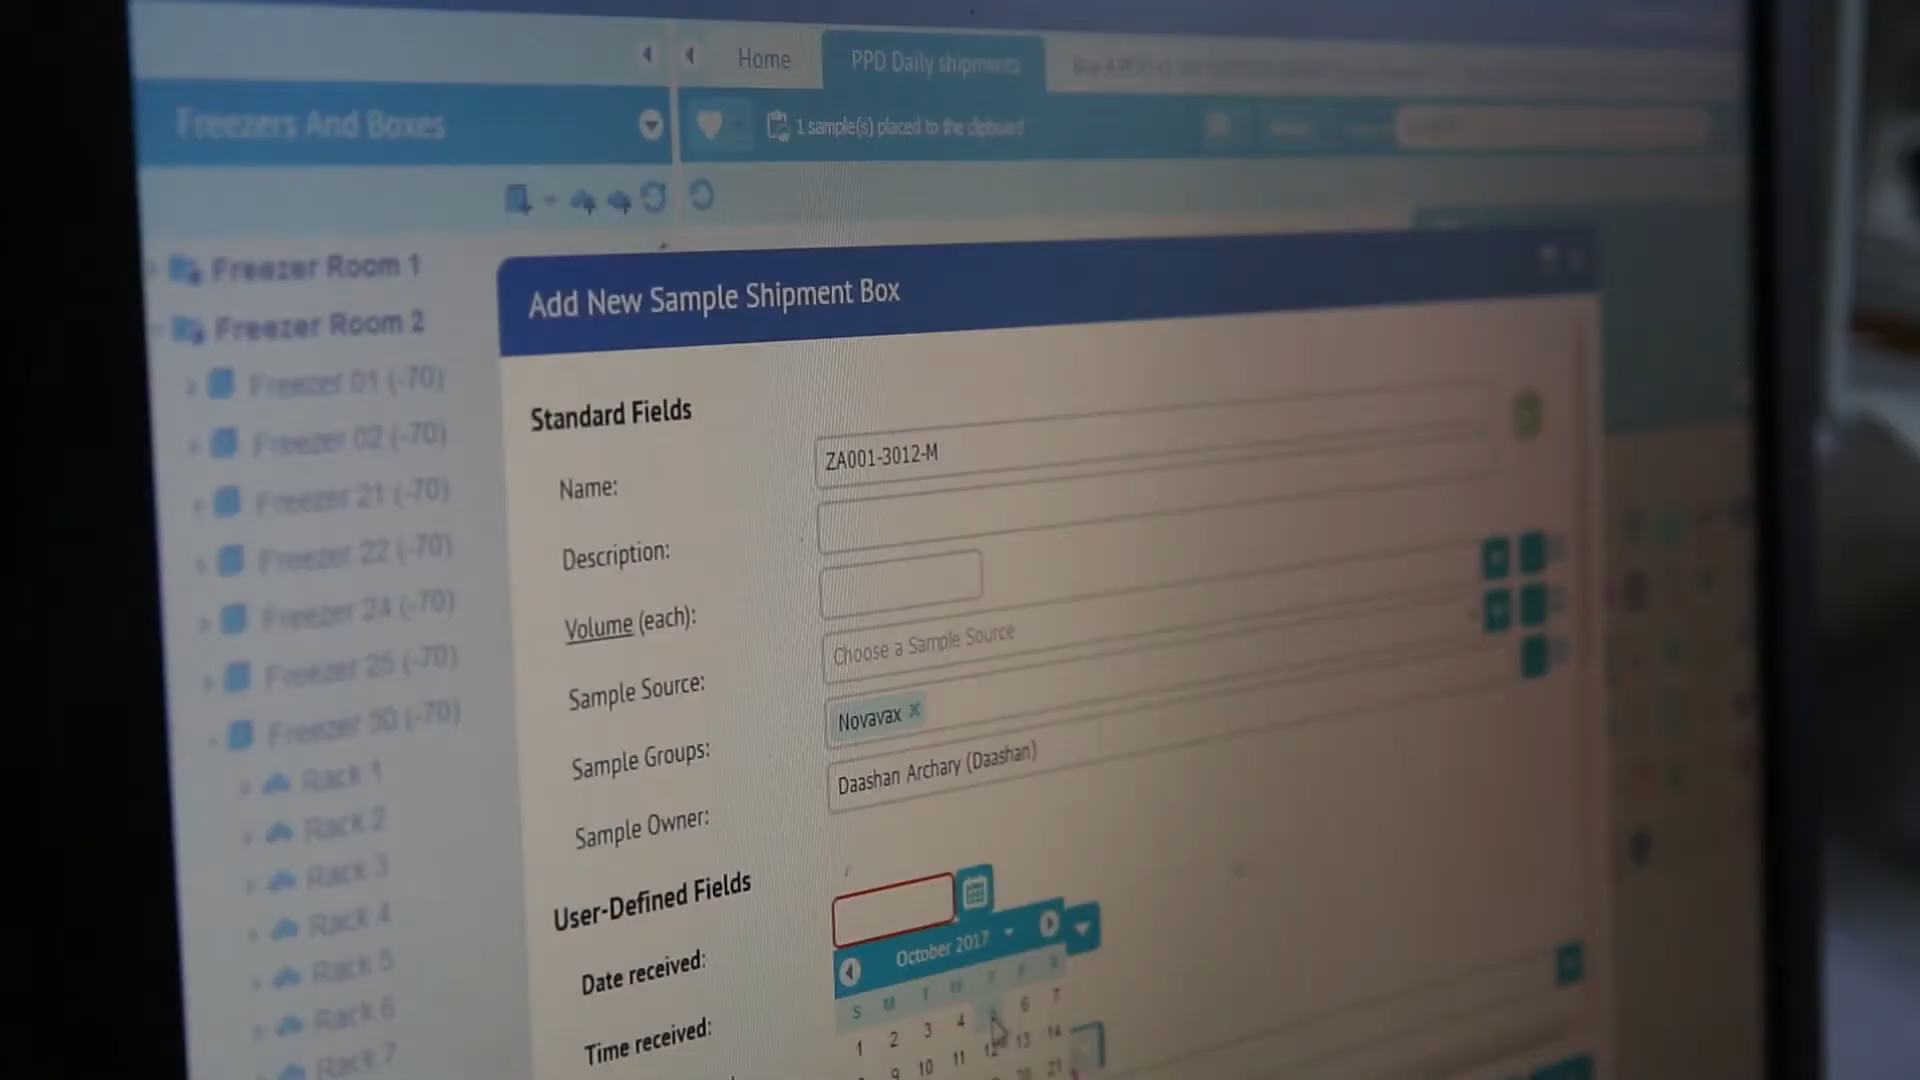 Home
PPD Daily shipments
Freezers And Boxes
1 sample(s) placed to the clipboard
Freezer Room 1
Freezer Room 2
Freezer 01 (-70)
Freezer 02 (-70)
Freezer 21 (-70)
Freezer 22 (-70)
Freezer 24 (-70)
Freezer 25 (-70)
Freezer 30 (-70)
Rack 1
Rack 2
Rack 3
Rack 4
Rack 5
Rack 6
Rack 7
Add New Sample Shipment Box
Standard Fields
Name:
ZA001-3012-M
Description:
Volume (each):
Sample Source:
Choose a Sample Source
Sample Groups:
Novavax ×
Sample Owner:
Daashan Archary (Daashan)
User-Defined Fields
Date received:
October 2017
S M T W T F S
1 2 3 4 6 7
9 10 11 12 13 14
21
Time received: